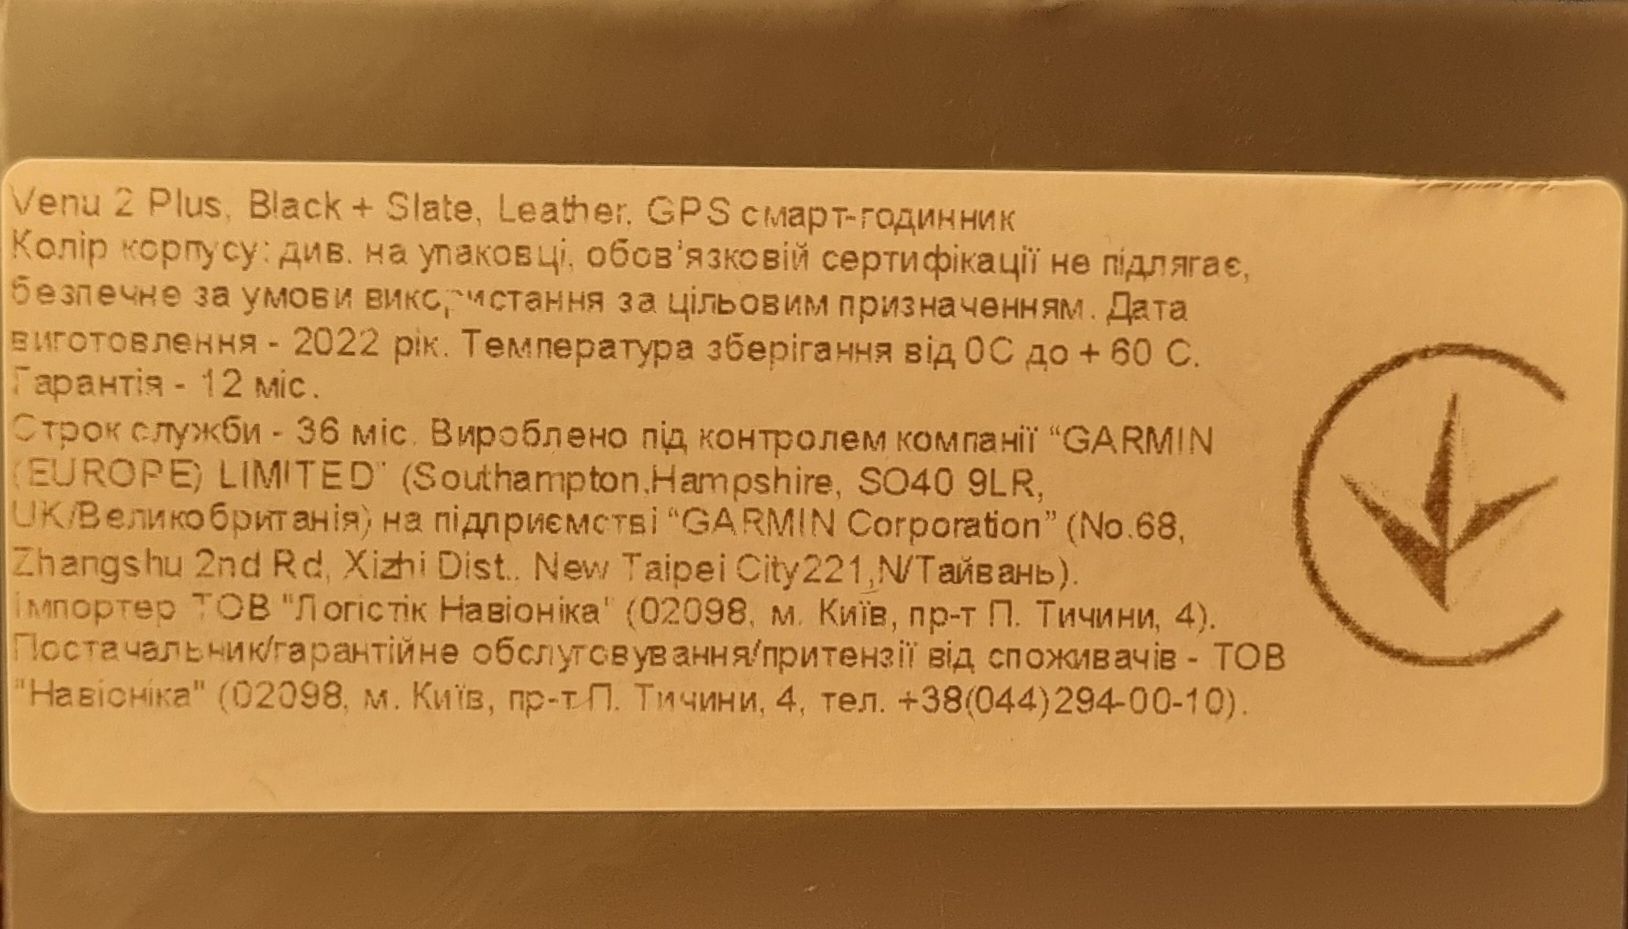 Venu 2 Plus, Black + Slate, Leather. GPS смарт-годинник
Колір корпусу: див. на упаковці, обов'язковій сертифікації не підлягає,
безпечне за умови використання за цільовим призначенням. Дата
виготовлення - 2022 рік. Температура зберігання від 0С до + 60 С.
Гарантія - 12 міс.
Строк служби - 36 міс. Вироблено під контролем компанії “GARMIN
(EUROPE) LIMITED” (Southampton,Hampshire, SO40 9LR,
UK/Великобританія) на підприємстві “GARMIN Corporation” (No.68,
Zhangshu 2nd Rd, Xizhi Dist., New Taipei City221,N/Тайвань).
Імпортер ТОВ "Логістік Навіоніка" (02098, м. Київ, пр-т П. Тичини, 4).
Постачальник/гарантійне обслуговування/притензії від споживачів - ТОВ
"Навіоніка" (02098, м. Київ, пр-т П. Тичини, 4, тел. +38(044)294-00-10).